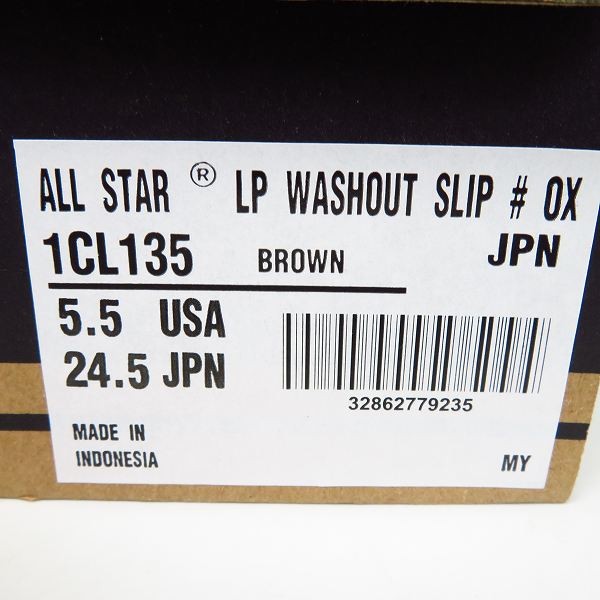 ALL STAR ® LP WASHOUT SLIP # OX
1CL135 BROWN JPN
5.5 USA
24.5 JPN
32862779235
MADE IN
INDONESIA
MY